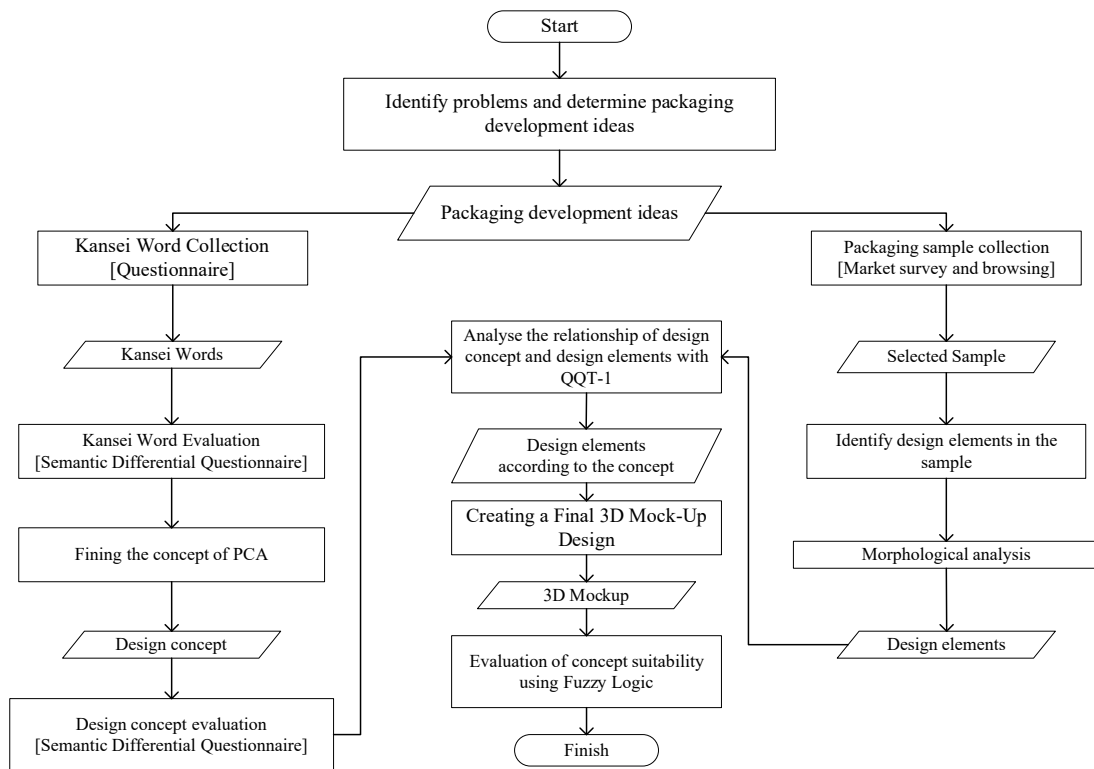 Start
Identify problems and determine packaging
development ideas
Packaging development ideas
Kansei Word Collection
[Questionnaire]
Kansei Words
Kansei Word Evaluation
[Semantic Differential Questionnaire]
Fining the concept of PCA
Design concept
Design concept evaluation
[Semantic Differential Questionnaire]
Packaging sample collection
[Market survey and browsing]
Selected Sample
Identify design elements in the
sample
Morphological analysis
Design elements
Analyse the relationship of design
concept and design elements with
QQT-1
Design elements
according to the concept
Creating a Final 3D Mock-Up
Design
3D Mockup
Evaluation of concept suitability
using Fuzzy Logic
Finish